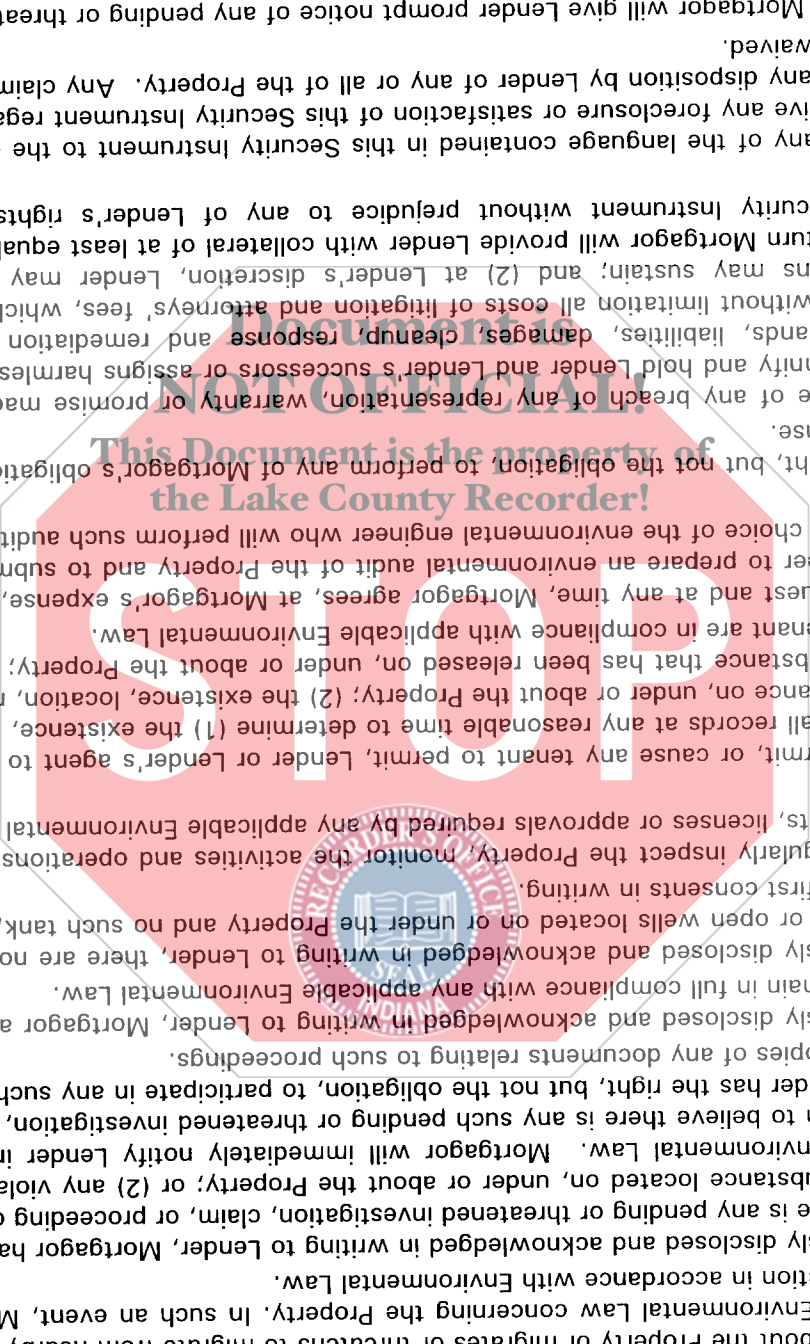 bout the Property or migrates or threatens to migrate from nearby
Environmental Law concerning the Property. In such an event, M
ction in accordance with Environmental Law.
ly disclosed and acknowledged in writing to Lender, Mortgagor ha
e is any pending or threatened investigation, claim, or proceeding
ubstance located on, under or about the Property; or (2) any viola
nvironmental Law. Mortgagor will immediately notify Lender in
n to believe there is any such pending or threatened investigation,
der has the right, but not the obligation, to participate in any such
opies of any documents relating to such proceedings.
ly disclosed and acknowledged in writing to Lender, Mortgagor a
main in full compliance with any applicable Environmental Law.
ly disclosed and acknowledged in writing to Lender, there are no
or open wells located on or under the Property and no such tank,
first consents in writing.
gularly inspect the Property, monitor the activities and operations
ts, licenses or approvals required by any applicable Environmental
rmit, or cause any tenant to permit, Lender or Lender's agent to
all records at any reasonable time to determine (1) the existence,
ance on, under or about the Property; (2) the existence, location, n
bstance that has been released on, under or about the Property;
enant are in compliance with applicable Environmental Law.
uest and at any time, Mortgagor agrees, at Mortgagor's expense,
er to prepare an environmental audit of the Property and to subm
choice of the environmental engineer who will perform such audit
ht, but not the obligation, to perform any of Mortgagor's obligatio
nse.
e of any breach of any representation, warranty or promise mad
nify and hold Lender and Lender's successors or assigns harmless
ands, liabilities, damages, cleanup, response and remediation
without limitation all costs of litigation and attorneys' fees, which
ns may sustain; and (2) at Lender's discretion, Lender may
turn Mortgagor will provide Lender with collateral of at least equal
curity Instrument without prejudice to any of Lender's rights
any of the language contained in this Security Instrument to the
ive any foreclosure or satisfaction of this Security Instrument rega
any disposition by Lender of any or all of the Property. Any claim
waived.
Mortgagor will give Lender prompt notice of any pending or threat
Document is
NOT OFFICIAL!
This Document is the property of
the Lake County Recorder!
STOP
RECORDER'S OFFICE
SEAL
INDIANA